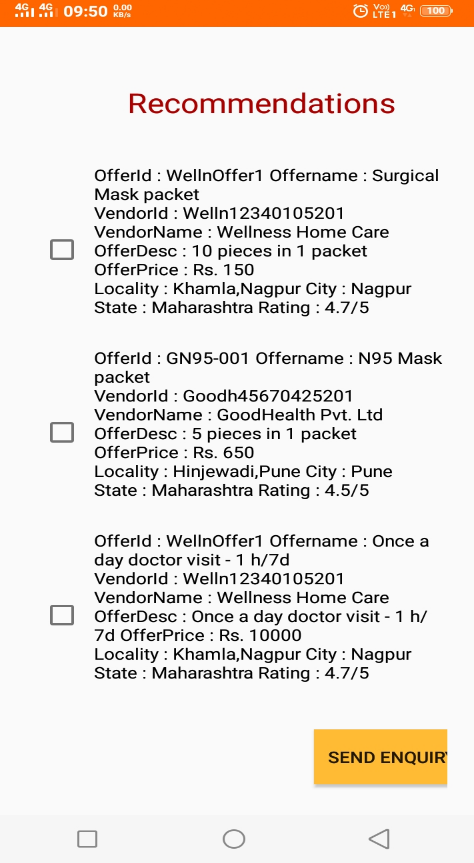 4G 4G 09:50 0.00 KB/s VoD LTE1 4G 100
Recommendations
OfferId : WellnOffer1 Offername : Surgical
Mask packet
VendorId : Welln12340105201
VendorName : Wellness Home Care
OfferDesc : 10 pieces in 1 packet
OfferPrice : Rs. 150
Locality : Khamla,Nagpur City : Nagpur
State : Maharashtra Rating : 4.7/5
OfferId : GN95-001 Offername : N95 Mask
packet
VendorId : Goodh45670425201
VendorName : GoodHealth Pvt. Ltd
OfferDesc : 5 pieces in 1 packet
OfferPrice : Rs. 650
Locality : Hinjewadi,Pune City : Pune
State : Maharashtra Rating : 4.5/5
OfferId : WellnOffer1 Offername : Once a
day doctor visit - 1 h/7d
VendorId : Welln12340105201
VendorName : Wellness Home Care
OfferDesc : Once a day doctor visit - 1 h/
7d OfferPrice : Rs. 10000
Locality : Khamla,Nagpur City : Nagpur
State : Maharashtra Rating : 4.7/5
SEND ENQUIRY